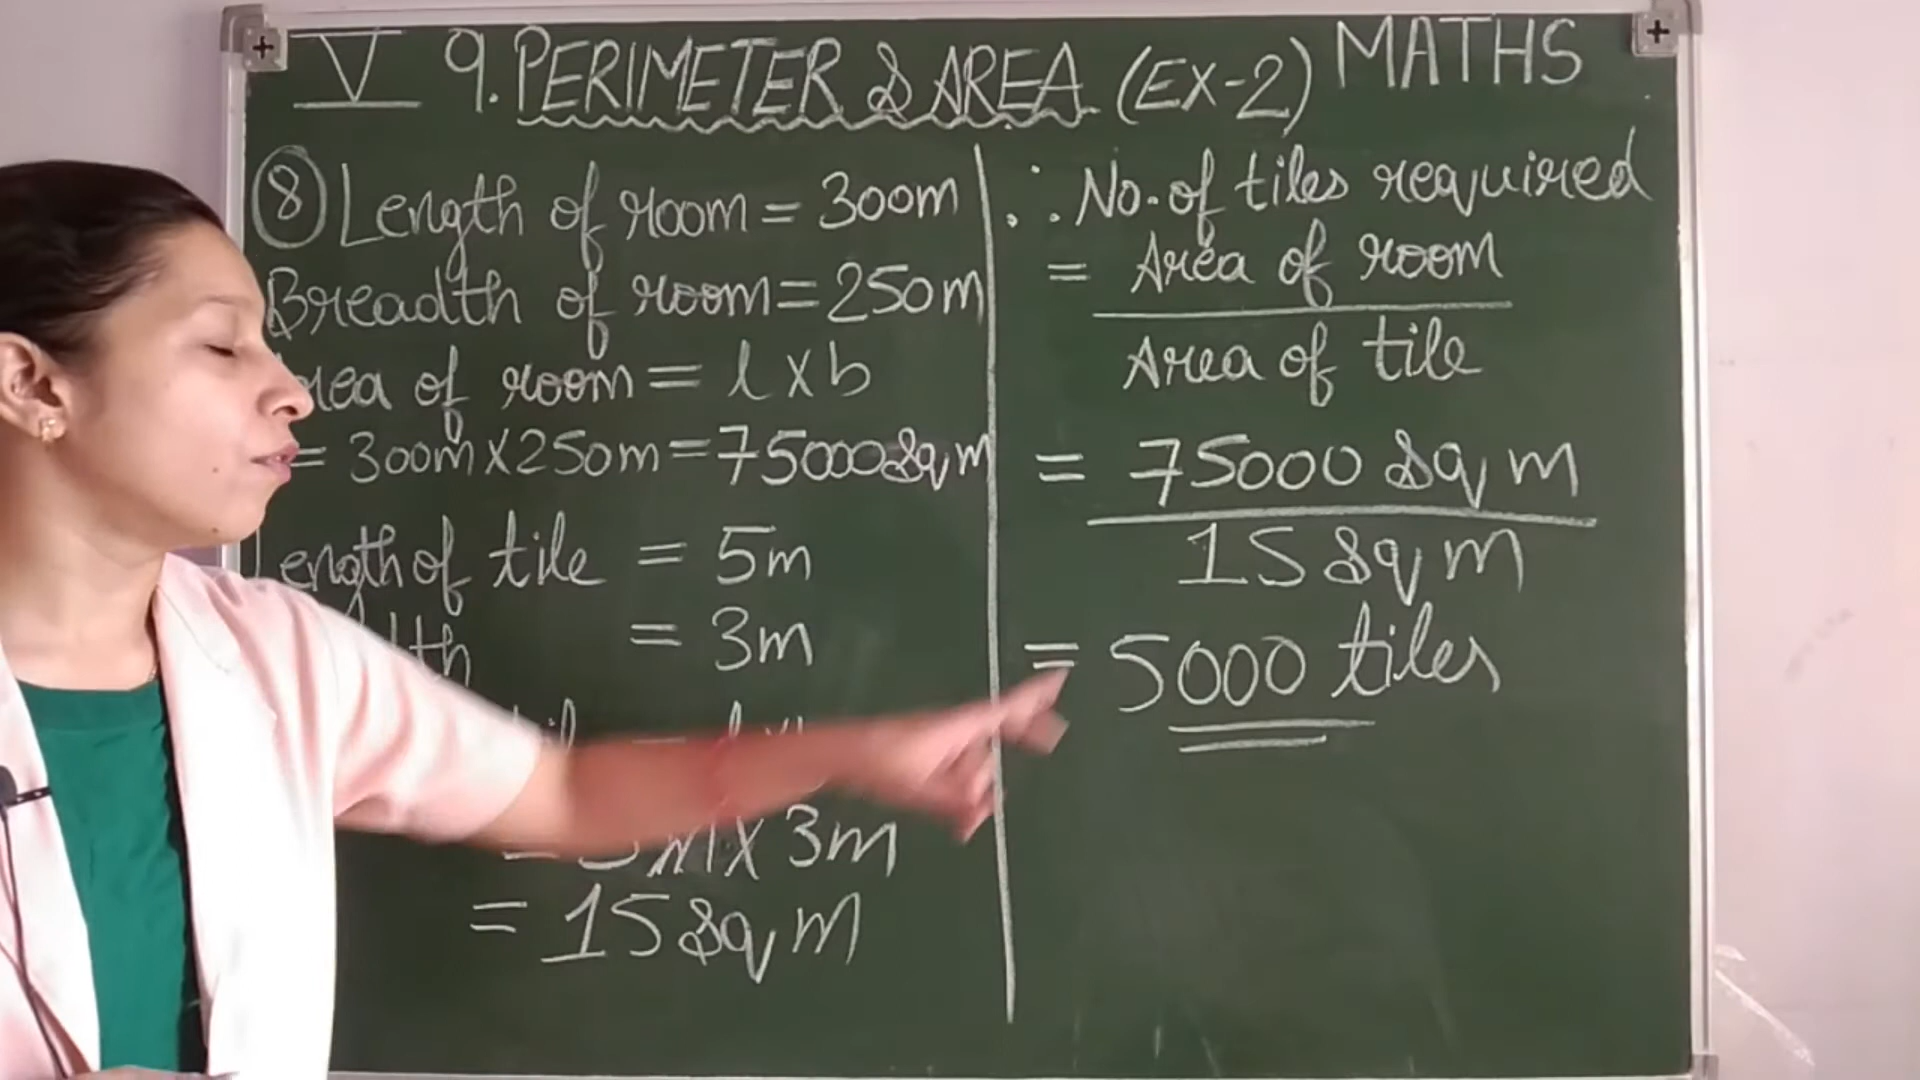 V 9. PERIMETER & AREA (EX-2) MATHS
8 Length of room = 300m
Breadth of room = 250m
of room = l x b
= 300m x 250m = 75000 sq m
Length of tile = 5m
= 3m
x 3m
= 15 sq m
∴ No. of tiles required
= Area of room
Area of tile
= 75000 sq m
15 sq m
= 5000 tiles